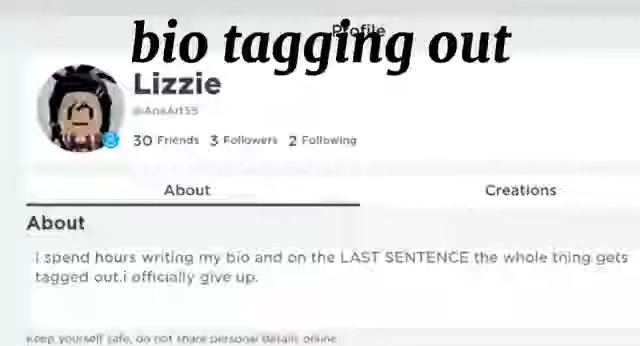 Profile
bio tagging out
Lizzie
30 Friends 3 Followers 2 Following
About Creations
About
i spend hours writing my bio and on the LAST SENTENCE the whole thing gets
tagged out.i officially give up.
Keep yourself safe, do not share personal details online